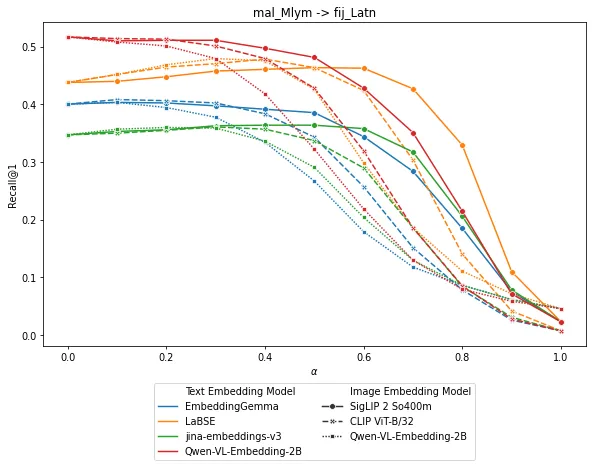 mal_Mlym -> fij_Latn
0.5
0.4
0.3
0.2
0.1
0.0
Recall@1
0.0 0.2 0.4 0.6 0.8 1.0
α
Text Embedding Model Image Embedding Model
EmbeddingGemma SigLIP 2 So400m
LaBSE CLIP ViT-B/32
jina-embeddings-v3 Qwen-VL-Embedding-2B
Qwen-VL-Embedding-2B